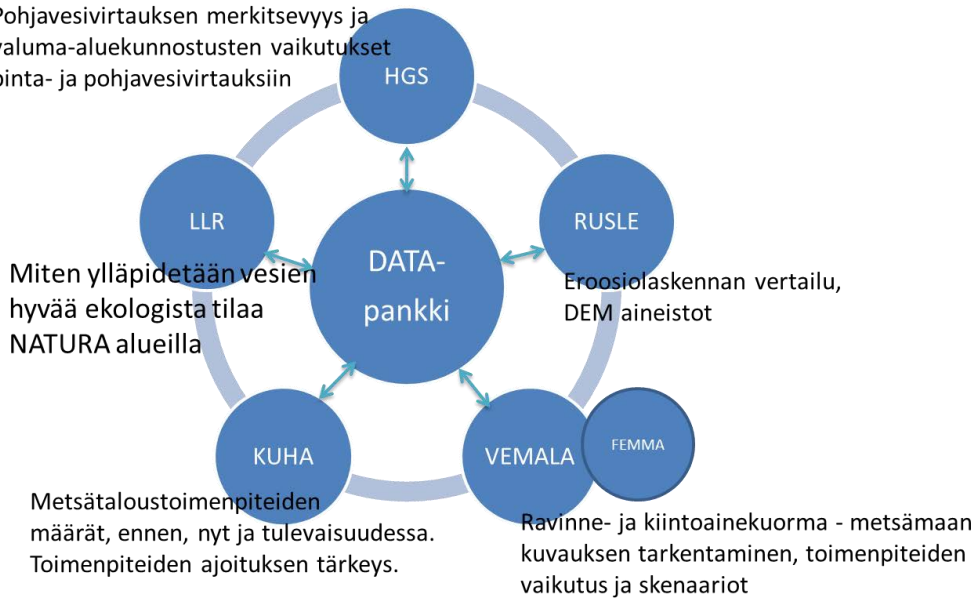 Pohjavesivirtauksen merkitsevyys ja
valuma-aluekunnostusten vaikutukset
pinta- ja pohjavesivirtauksiin
HGS
LLR
RUSLE
DATA-
pankki
Miten ylläpidetään vesien
hyvää ekologista tilaa
NATURA alueilla
Eroosiolaskennan vertailu,
DEM aineistot
KUHA
VEMALA
FEMMA
Metsätaloustoimenpiteiden
määrät, ennen, nyt ja tulevaisuudessa.
Toimenpiteiden ajoituksen tärkeys.
Ravinne- ja kiintoainekuorma - metsämaan
kuvauksen tarkentaminen, toimenpiteiden
vaikutus ja skenaariot